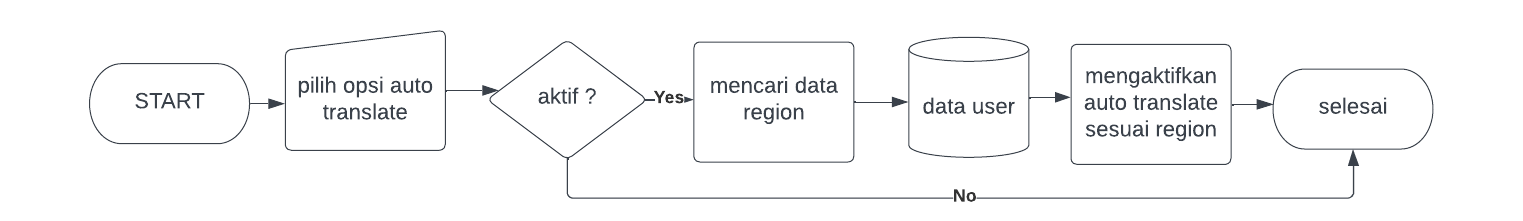 START
pilih opsi auto
translate
aktif ?
Yes
mencari data
region
data user
mengaktifkan
auto translate
sesuai region
selesai
No